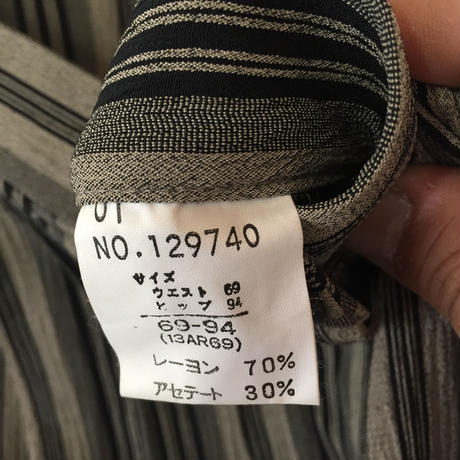 01
NO.129740
サイズ
ウエスト 69
ヒップ 94
69-94
(13AR69)
レーヨン 70%
アセテート 30%